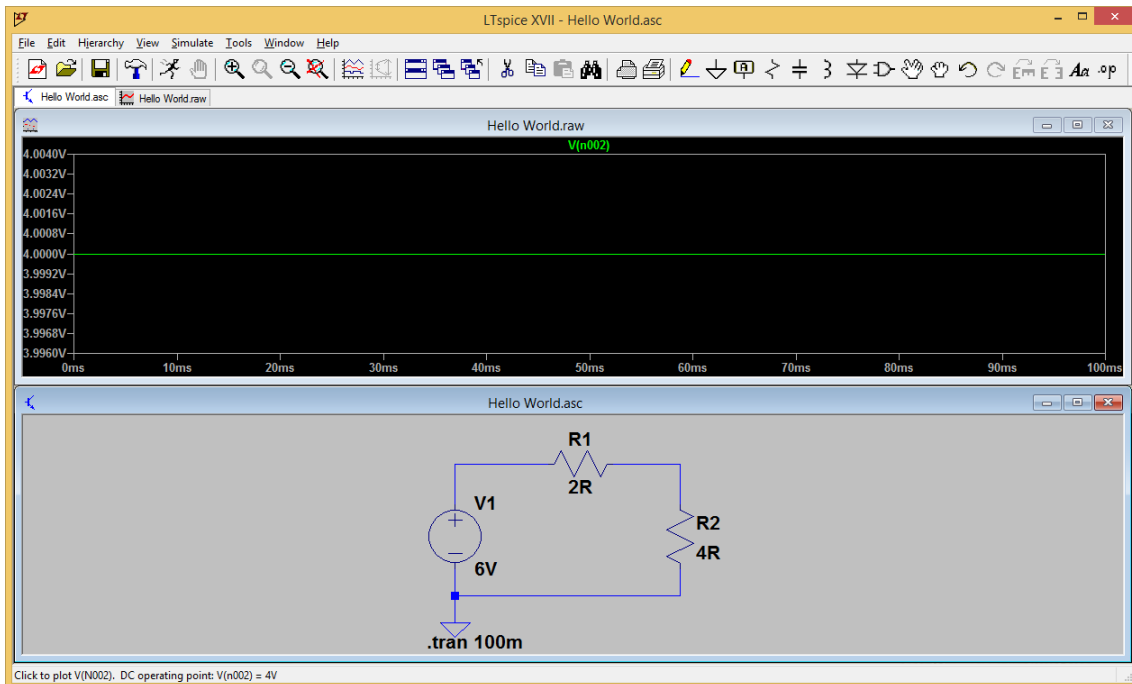 LTspice XVII - Hello World.asc
File Edit Hierarchy View Simulate Tools Window Help
A Aa .op
Hello World.asc Hello World.raw
Hello World.raw
V(n002)
4.0040V
4.0032V
4.0024V
4.0016V
4.0008V
4.0000V
3.9992V
3.9984V
3.9976V
3.9968V
3.9960V
0ms 10ms 20ms 30ms 40ms 50ms 60ms 70ms 80ms 90ms 100ms
Hello World.asc
R1
2R
V1
R2
4R
6V
.tran 100m
Click to plot V(N002). DC operating point: V(n002) = 4V